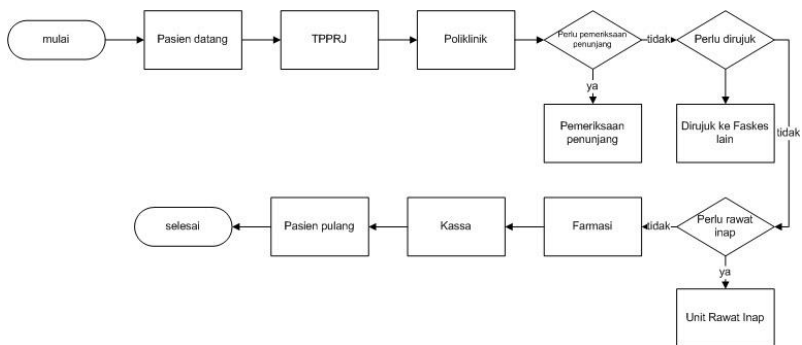 mulai
Pasien datang
TPPRJ
Poliklinik
Perlu pemeriksaan
penunjang
tidak
Perlu dirujuk
ya
Pemeriksaan
penunjang
Dirujuk ke Faskes
lain
tidak
selesai
Pasien pulang
Kassa
Farmasi
tidak
Perlu rawat
inap
ya
Unit Rawat Inap